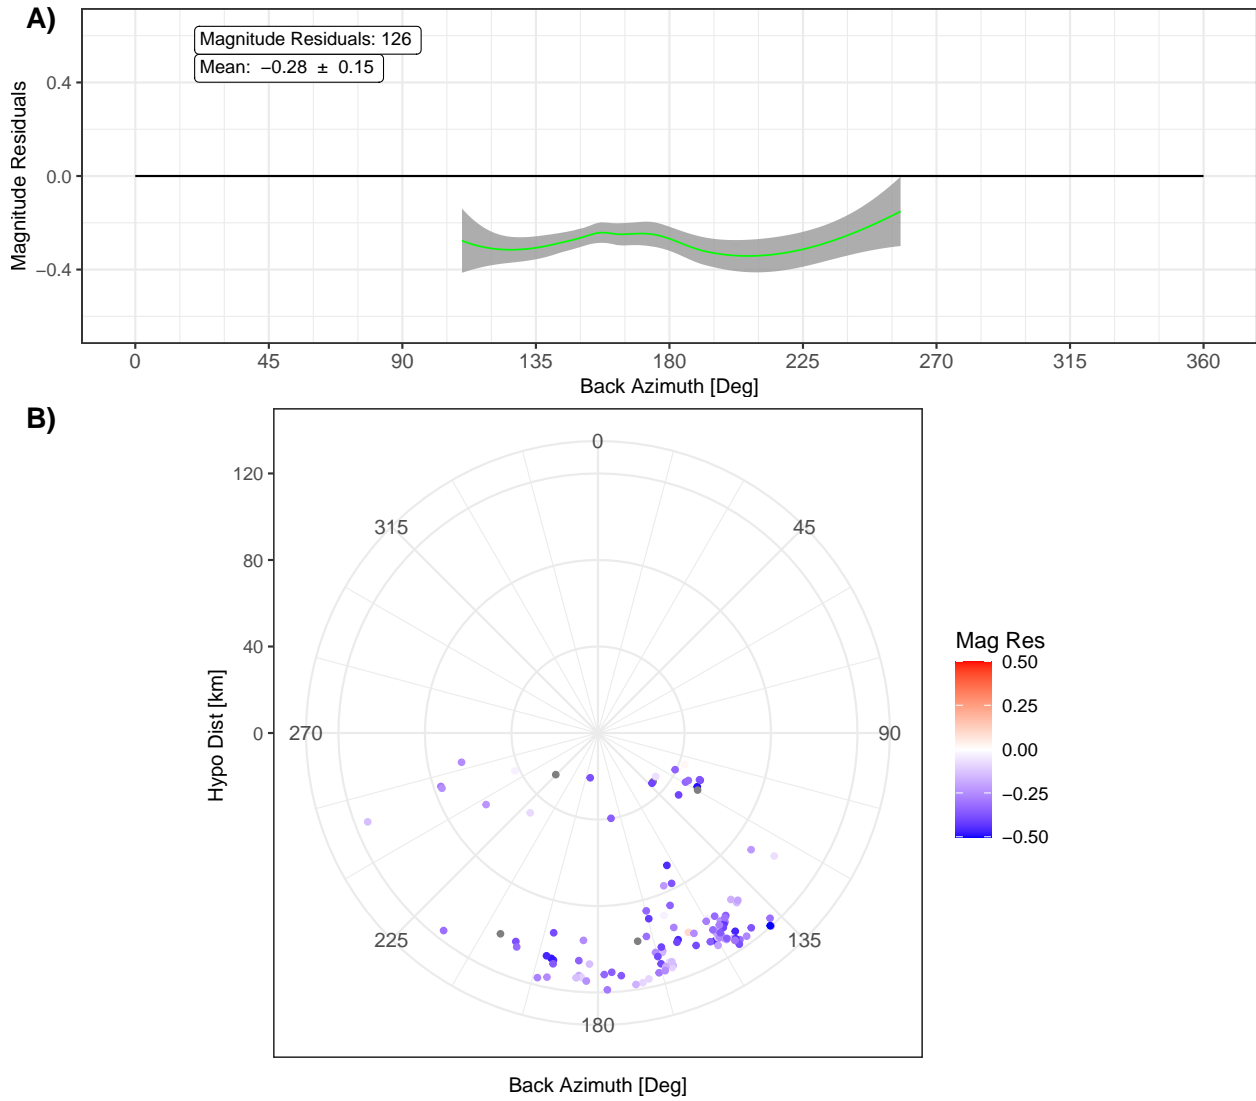 A)
Magnitude Residuals: 126
Mean:  −0.28  ±  0.15
Magnitude Residuals
0.4
0.0
−0.4
0 45 90 135 180 225 270 315 360
Back Azimuth [Deg]
B)
Hypo Dist [km]
120
80
40
0
0
45
90
135
180
225
270
315
Back Azimuth [Deg]
Mag Res
0.50
0.25
0.00
−0.25
−0.50